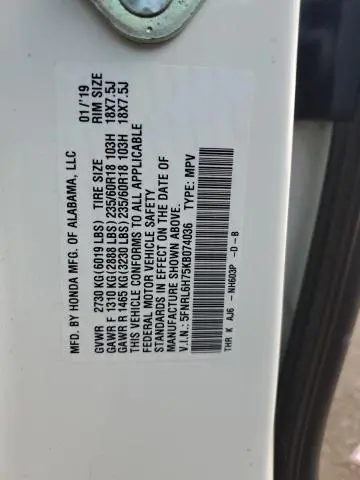 MFD. BY HONDA MFG. OF ALABAMA, LLC 01/'19
GVWR 2730 KG(6019 LBS) TIRE SIZE RIM SIZE
GAWR F 1310 KG(2888 LBS) 235/60R18 103H 18X7.5J
GAWR R 1465 KG(3230 LBS) 235/60R18 103H 18X7.5J
THIS VEHICLE CONFORMS TO ALL APPLICABLE
FEDERAL MOTOR VEHICLE SAFETY
STANDARDS IN EFFECT ON THE DATE OF
MANUFACTURE SHOWN ABOVE.
V.I.N.: 5FNRL6H75KB074036 TYPE: MPV
THR K AJ6 - NH603P -D-B